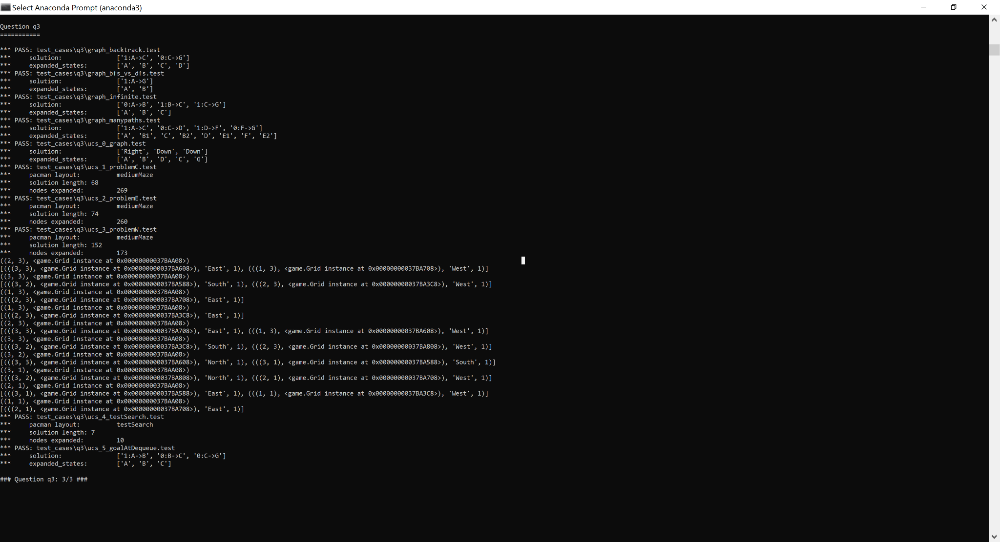 Select Anaconda Prompt (anaconda3)
Question q3
===========
*** PASS: test_cases\q3\graph_backtrack.test
***     solution:               ['1:A->C', '0:C->G']
***     expanded_states:        ['A', 'B', 'C', 'D']
*** PASS: test_cases\q3\graph_bfs_vs_dfs.test
***     solution:               ['1:A->G']
***     expanded_states:        ['A', 'B']
*** PASS: test_cases\q3\graph_infinite.test
***     solution:               ['0:A->B', '1:B->C', '1:C->G']
***     expanded_states:        ['A', 'B', 'C']
*** PASS: test_cases\q3\graph_manypaths.test
***     solution:               ['1:A->C', '0:C->D', '1:D->F', '0:F->G']
***     expanded_states:        ['A', 'B1', 'C', 'B2', 'D', 'E1', 'F', 'E2']
*** PASS: test_cases\q3\ucs_0_graph.test
***     solution:               ['Right', 'Down', 'Down']
***     expanded_states:        ['A', 'B', 'D', 'C', 'G']
*** PASS: test_cases\q3\ucs_1_problemC.test
***     pacman layout:          mediumMaze
***     solution length: 68
***     nodes expanded:         269
*** PASS: test_cases\q3\ucs_2_problemE.test
***     pacman layout:          mediumMaze
***     solution length: 74
***     nodes expanded:         260
*** PASS: test_cases\q3\ucs_3_problemW.test
***     pacman layout:          mediumMaze
***     solution length: 152
***     nodes expanded:         173
((2, 3), <game.Grid instance at 0x00000000037BAA08>)
[(((3, 3), <game.Grid instance at 0x00000000037BA608>), 'East', 1), (((1, 3), <game.Grid instance at 0x00000000037BA708>), 'West', 1)]
((3, 3), <game.Grid instance at 0x00000000037BAA08>)
[(((3, 2), <game.Grid instance at 0x00000000037BA588>), 'South', 1), (((2, 3), <game.Grid instance at 0x00000000037BA3C8>), 'West', 1)]
((1, 3), <game.Grid instance at 0x00000000037BAA08>)
[(((2, 3), <game.Grid instance at 0x00000000037BA708>), 'East', 1)]
((1, 3), <game.Grid instance at 0x00000000037BAA08>)
[(((2, 3), <game.Grid instance at 0x00000000037BA3C8>), 'East', 1)]
((2, 3), <game.Grid instance at 0x00000000037BAA08>)
[(((3, 3), <game.Grid instance at 0x00000000037BA708>), 'East', 1), (((1, 3), <game.Grid instance at 0x00000000037BA608>), 'West', 1)]
((3, 3), <game.Grid instance at 0x00000000037BAA08>)
[(((3, 2), <game.Grid instance at 0x00000000037BA3C8>), 'South', 1), (((2, 3), <game.Grid instance at 0x00000000037BA808>), 'West', 1)]
((3, 2), <game.Grid instance at 0x00000000037BAA08>)
[(((3, 3), <game.Grid instance at 0x00000000037BA608>), 'North', 1), (((3, 1), <game.Grid instance at 0x00000000037BA588>), 'South', 1)]
((3, 1), <game.Grid instance at 0x00000000037BAA08>)
[(((3, 2), <game.Grid instance at 0x00000000037BA808>), 'North', 1), (((2, 1), <game.Grid instance at 0x00000000037BA708>), 'West', 1)]
((2, 1), <game.Grid instance at 0x00000000037BAA08>)
[(((3, 1), <game.Grid instance at 0x00000000037BA588>), 'East', 1), (((1, 1), <game.Grid instance at 0x00000000037BA3C8>), 'West', 1)]
((1, 1), <game.Grid instance at 0x00000000037BAA08>)
[(((2, 1), <game.Grid instance at 0x00000000037BA708>), 'East', 1)]
*** PASS: test_cases\q3\ucs_4_testSearch.test
***     pacman layout:          testSearch
***     solution length: 7
***     nodes expanded:         10
*** PASS: test_cases\q3\ucs_5_goalAtDequeue.test
***     solution:               ['1:A->B', '0:B->C', '0:C->G']
***     expanded_states:        ['A', 'B', 'C']
### Question q3: 3/3 ###